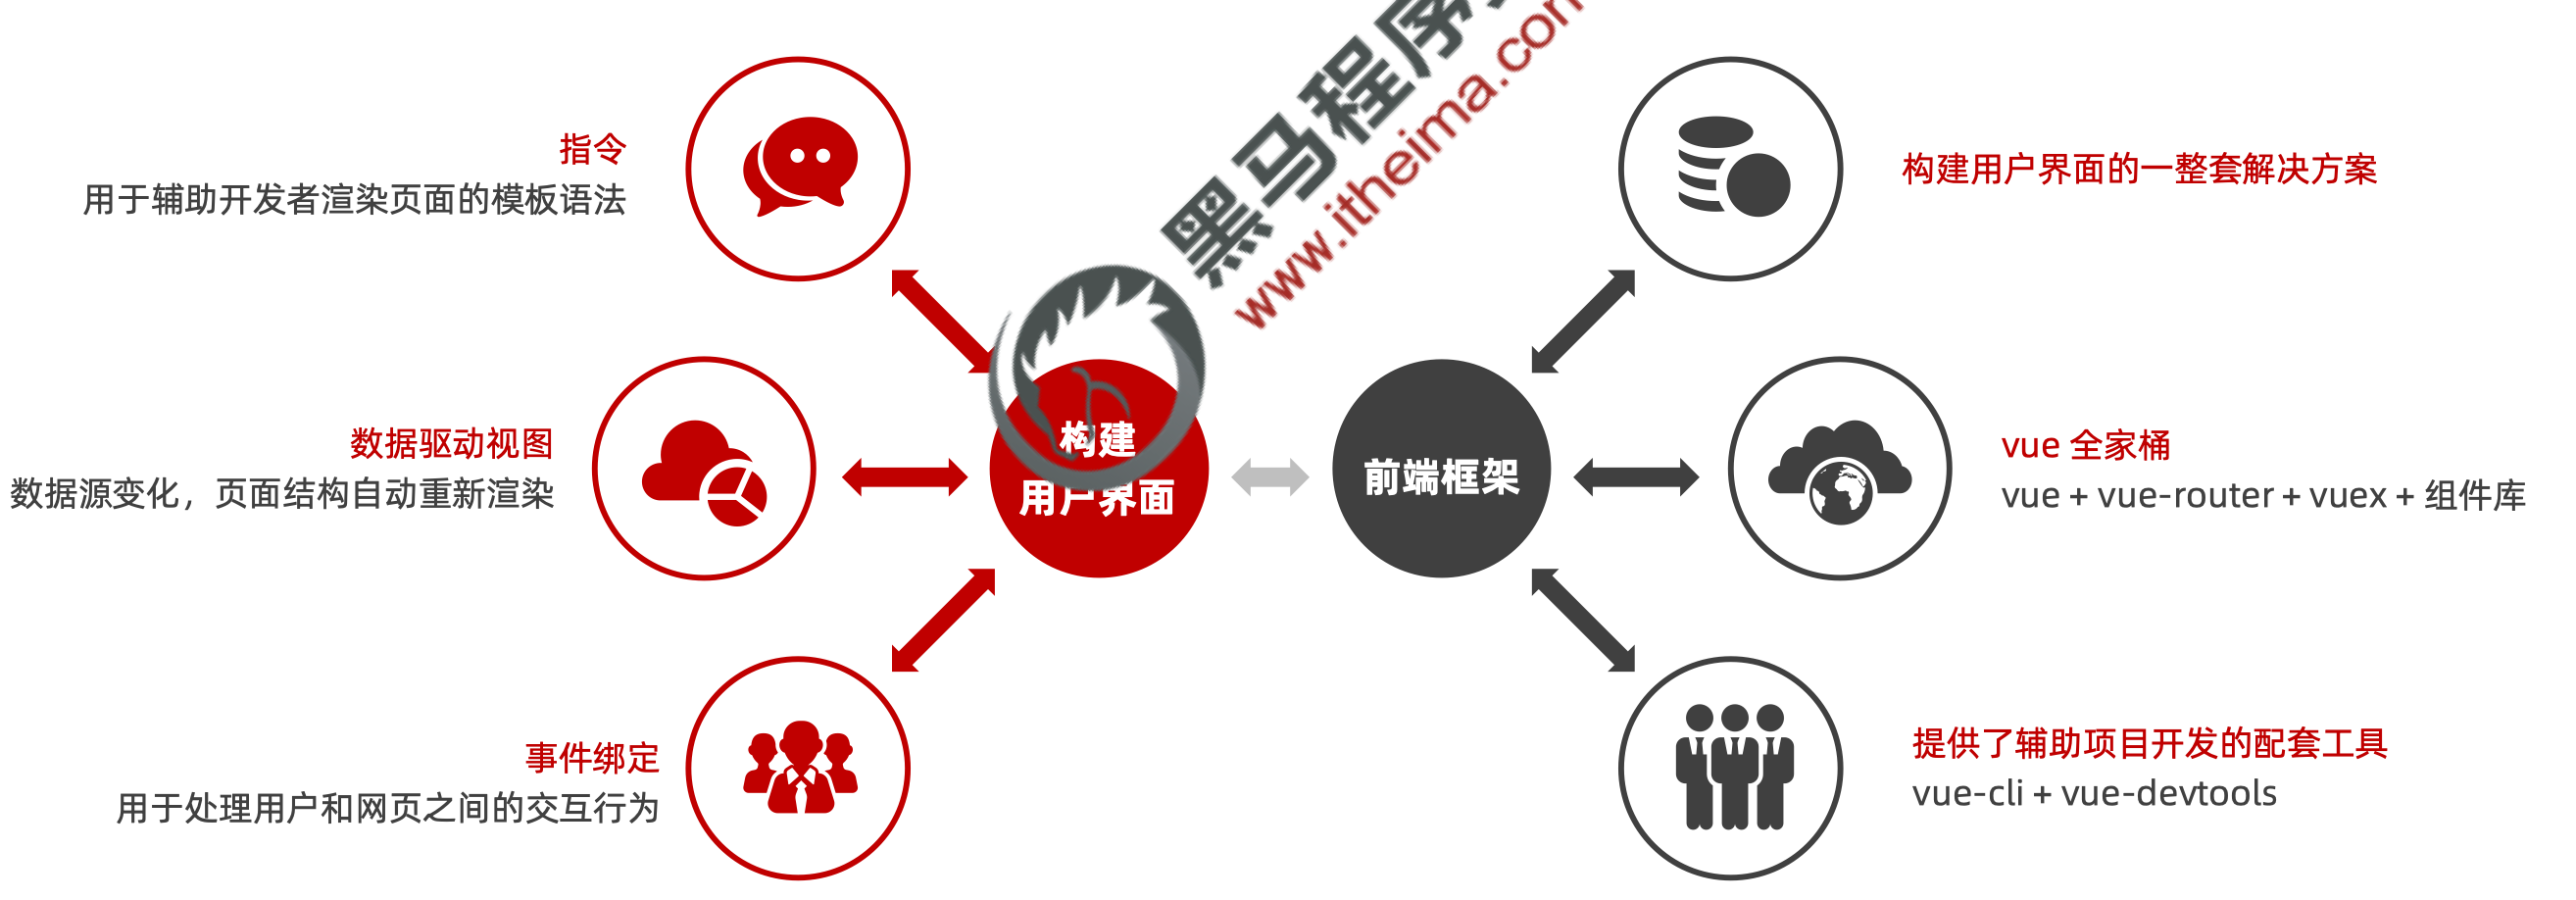 指令
用于辅助开发者渲染页面的模板语法
数据驱动视图
数据源变化，页面结构自动重新渲染
事件绑定
用于处理用户和网页之间的交互行为
构建
用户界面
前端框架
构建用户界面的一整套解决方案
vue 全家桶
vue + vue-router + vuex + 组件库
提供了辅助项目开发的配套工具
vue-cli + vue-devtools
黑马程序
www.itheima.com